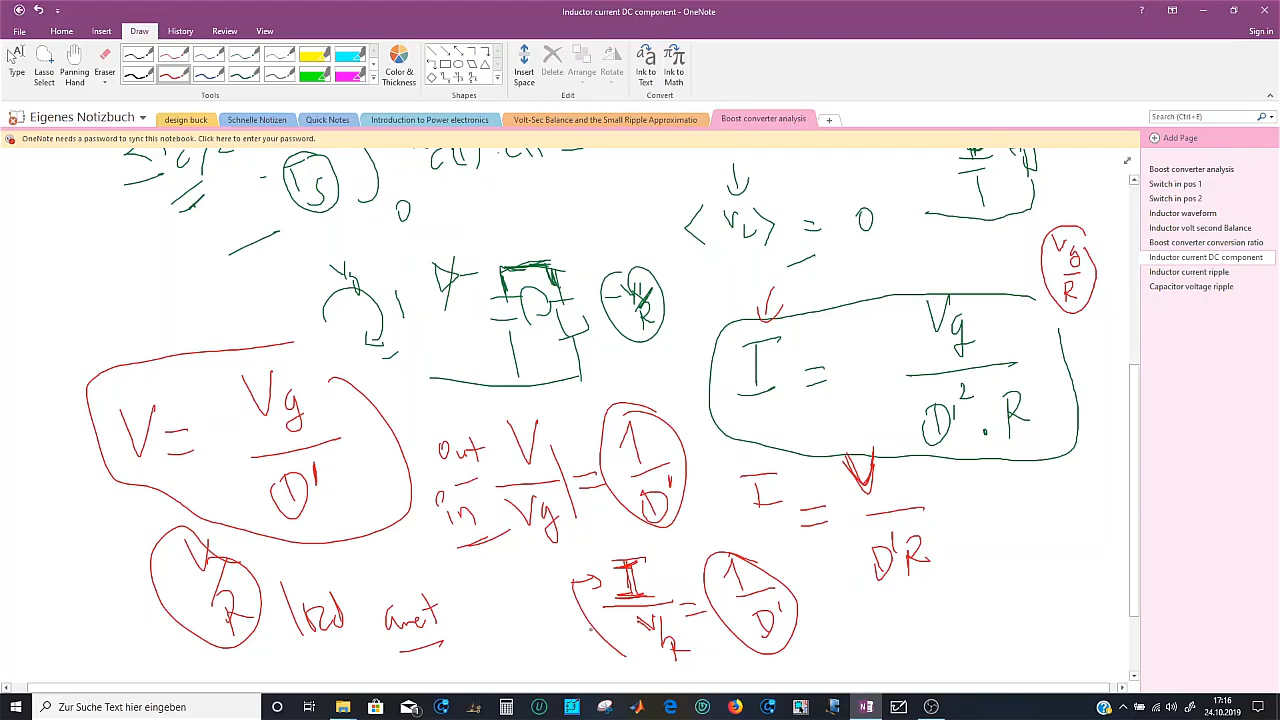 Inductor current DC component - OneNote
?
Sign in
File Home Insert Draw History Review View
Type
Lasso Select
Panning Hand
Eraser
Color & Thickness
Insert Space
Delete
Arrange
Rotate
Ink to Text
Ink to Math
Tools
Shapes
Edit
Convert
Eigenes Notizbuch
design buck
Schnelle Notizen
Quick Notes
Introduction to Power electronics
Volt-Sec Balance and the Small Ripple Approximatio
Boost converter analysis
Search (Ctrl+E)
OneNote needs a password to sync this notebook. Click here to enter your password.
Add Page
Boost converter analysis
Switch in pos 1
Switch in pos 2
Inductor waveform
Inductor volt second Balance
Boost converter conversion ratio
Inductor current DC component
Inductor current ripple
Capacitor voltage ripple
Ts
0
<VL> = 0
Vg
-V/R
Vg/R
I = Vg/D'^2 . R
V = Vg/D'
out/in V/Vg = 1/D'
I = V/D'R
V/R load
I/V/R = 1/D'
Zur Suche Text hier eingeben
17:16
24.10.2019